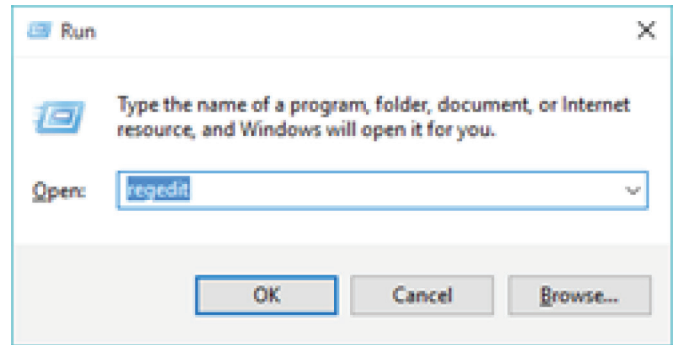 Run
Type the name of a program, folder, document, or Internet
resource, and Windows will open it for you.
Open: regedit
OK Cancel Browse...